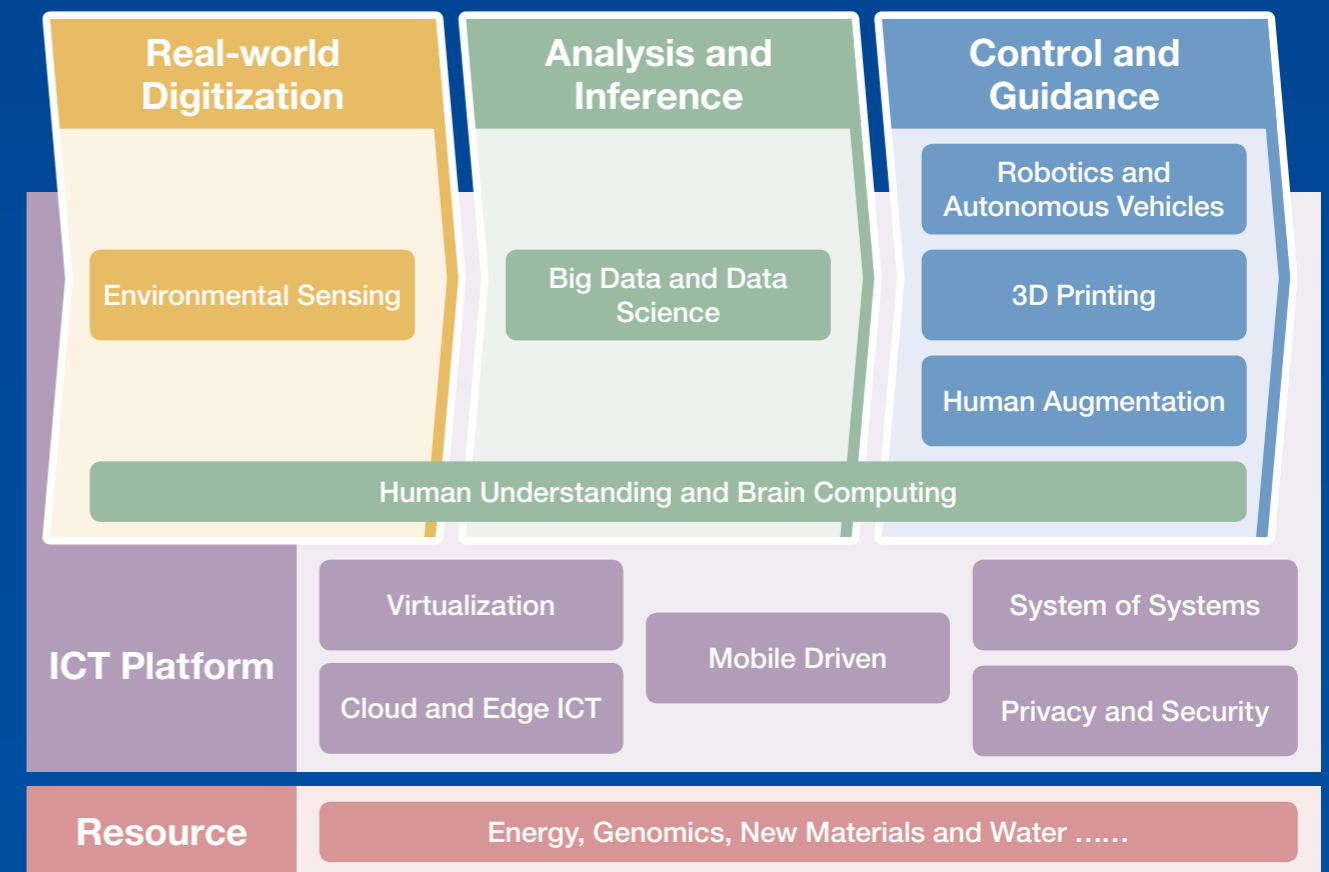 Real-world
Digitization
Analysis and
Inference
Control and
Guidance
Robotics and
Autonomous Vehicles
Environmental Sensing
Big Data and Data
Science
3D Printing
Human Augmentation
Human Understanding and Brain Computing
ICT Platform
Virtualization
Cloud and Edge ICT
Mobile Driven
System of Systems
Privacy and Security
Resource
Energy, Genomics, New Materials and Water ……